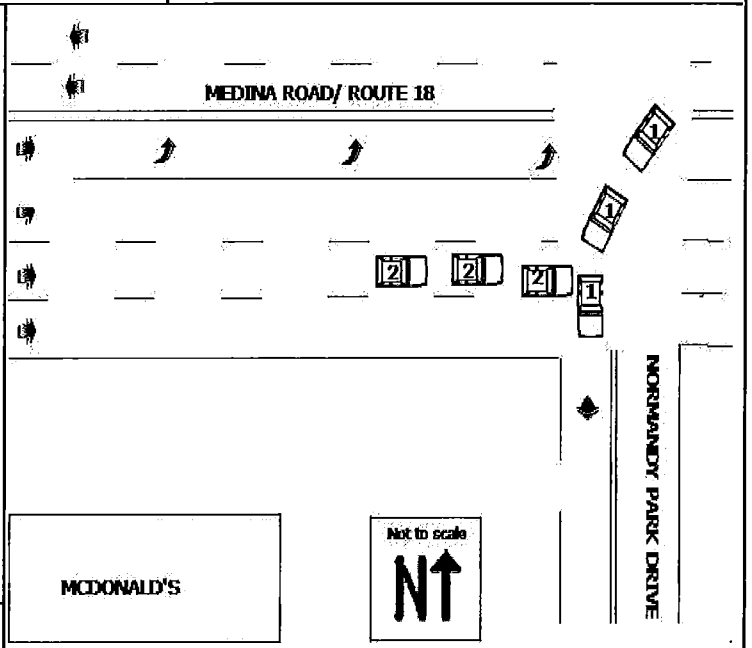 MEDINA ROAD/ ROUTE 18
1
1
2
2
2
1
NORMANDY PARK DRIVE
Not to scale
N
MCDONALD'S